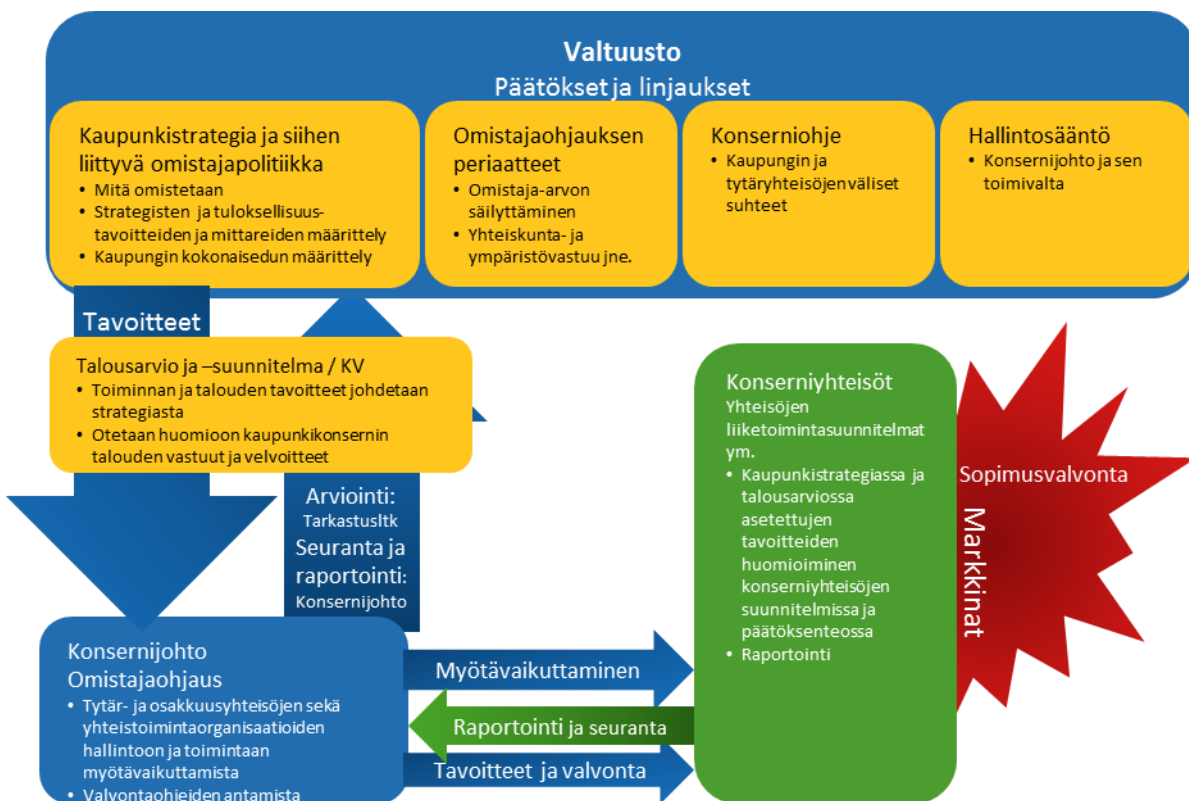 Valtuusto
Päätökset ja linjaukset
Kaupunkistrategia ja siihen
liittyvä omistajapolitiikka
• Mitä omistetaan
• Strategisten ja tuloksellisuus-
tavoitteiden ja mittareiden määrittely
• Kaupungin kokonaisedun määrittely
Omistajaohjauksen
periaatteet
• Omistaja-arvon
säilyttäminen
• Yhteiskunta- ja
ympäristövastuu jne.
Konserniohje
• Kaupungin ja
tytäryhteisöjen väliset
suhteet
Hallintosääntö
• Konsernijohto ja sen
toimivalta
Tavoitteet
Talousarvio ja –suunnitelma / KV
• Toiminnan ja talouden tavoitteet johdetaan
strategiasta
• Otetaan huomioon kaupunkikonsernin
talouden vastuut ja velvoitteet
Arviointi:
Tarkastusltk
Seuranta ja
raportointi:
Konsernijohto
Konsernijohto
Omistajaohjaus
• Tytär- ja osakkuusyhteisöjen sekä
yhteistoimintaorganisaatioiden
hallintoon ja toimintaan
myötävaikuttamista
• Valvontaohjeiden antamista
Myötävaikuttaminen
Raportointi ja seuranta
Tavoitteet ja valvonta
Konserniyhteisöt
Yhteisöjen
liiketoimintasuunnitelmat
ym.
• Kaupunkistrategiassa ja
talousarviossa
asetettujen
tavoitteiden
huomioiminen
konserniyhteisöjen
suunnitelmissa ja
päätöksenteossa
• Raportointi
Sopimusvalvonta
Markkinat